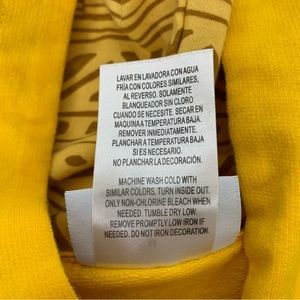 LAVAR EN LAVADORA CON AGUA
FRÍA CON COLORES SIMILARES,
AL REVERSO. SOLAMENTE
BLANQUEADOR SIN CLORO
CUANDO SE NECESITE. SECAR EN
MAQUINA A TEMPERATURA BAJA.
REMOVER INMEDIATAMENTE.
PLANCHAR A TEMPERATURA BAJA
SI ES NECESARIO.
NO PLANCHAR LA DECORACIÓN.
MACHINE WASH COLD WITH
SIMILAR COLORS, TURN INSIDE OUT.
ONLY NON-CHLORINE BLEACH WHEN
NEEDED. TUMBLE DRY LOW.
REMOVE PROMPTLY LOW IRON IF
NEEDED. DO NOT IRON DECORATION.